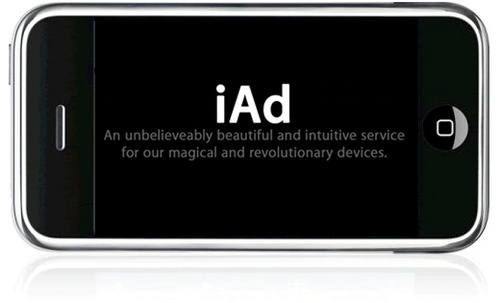 iAd
An unbelieveably beautiful and intuitive service
for our magical and revolutionary devices.